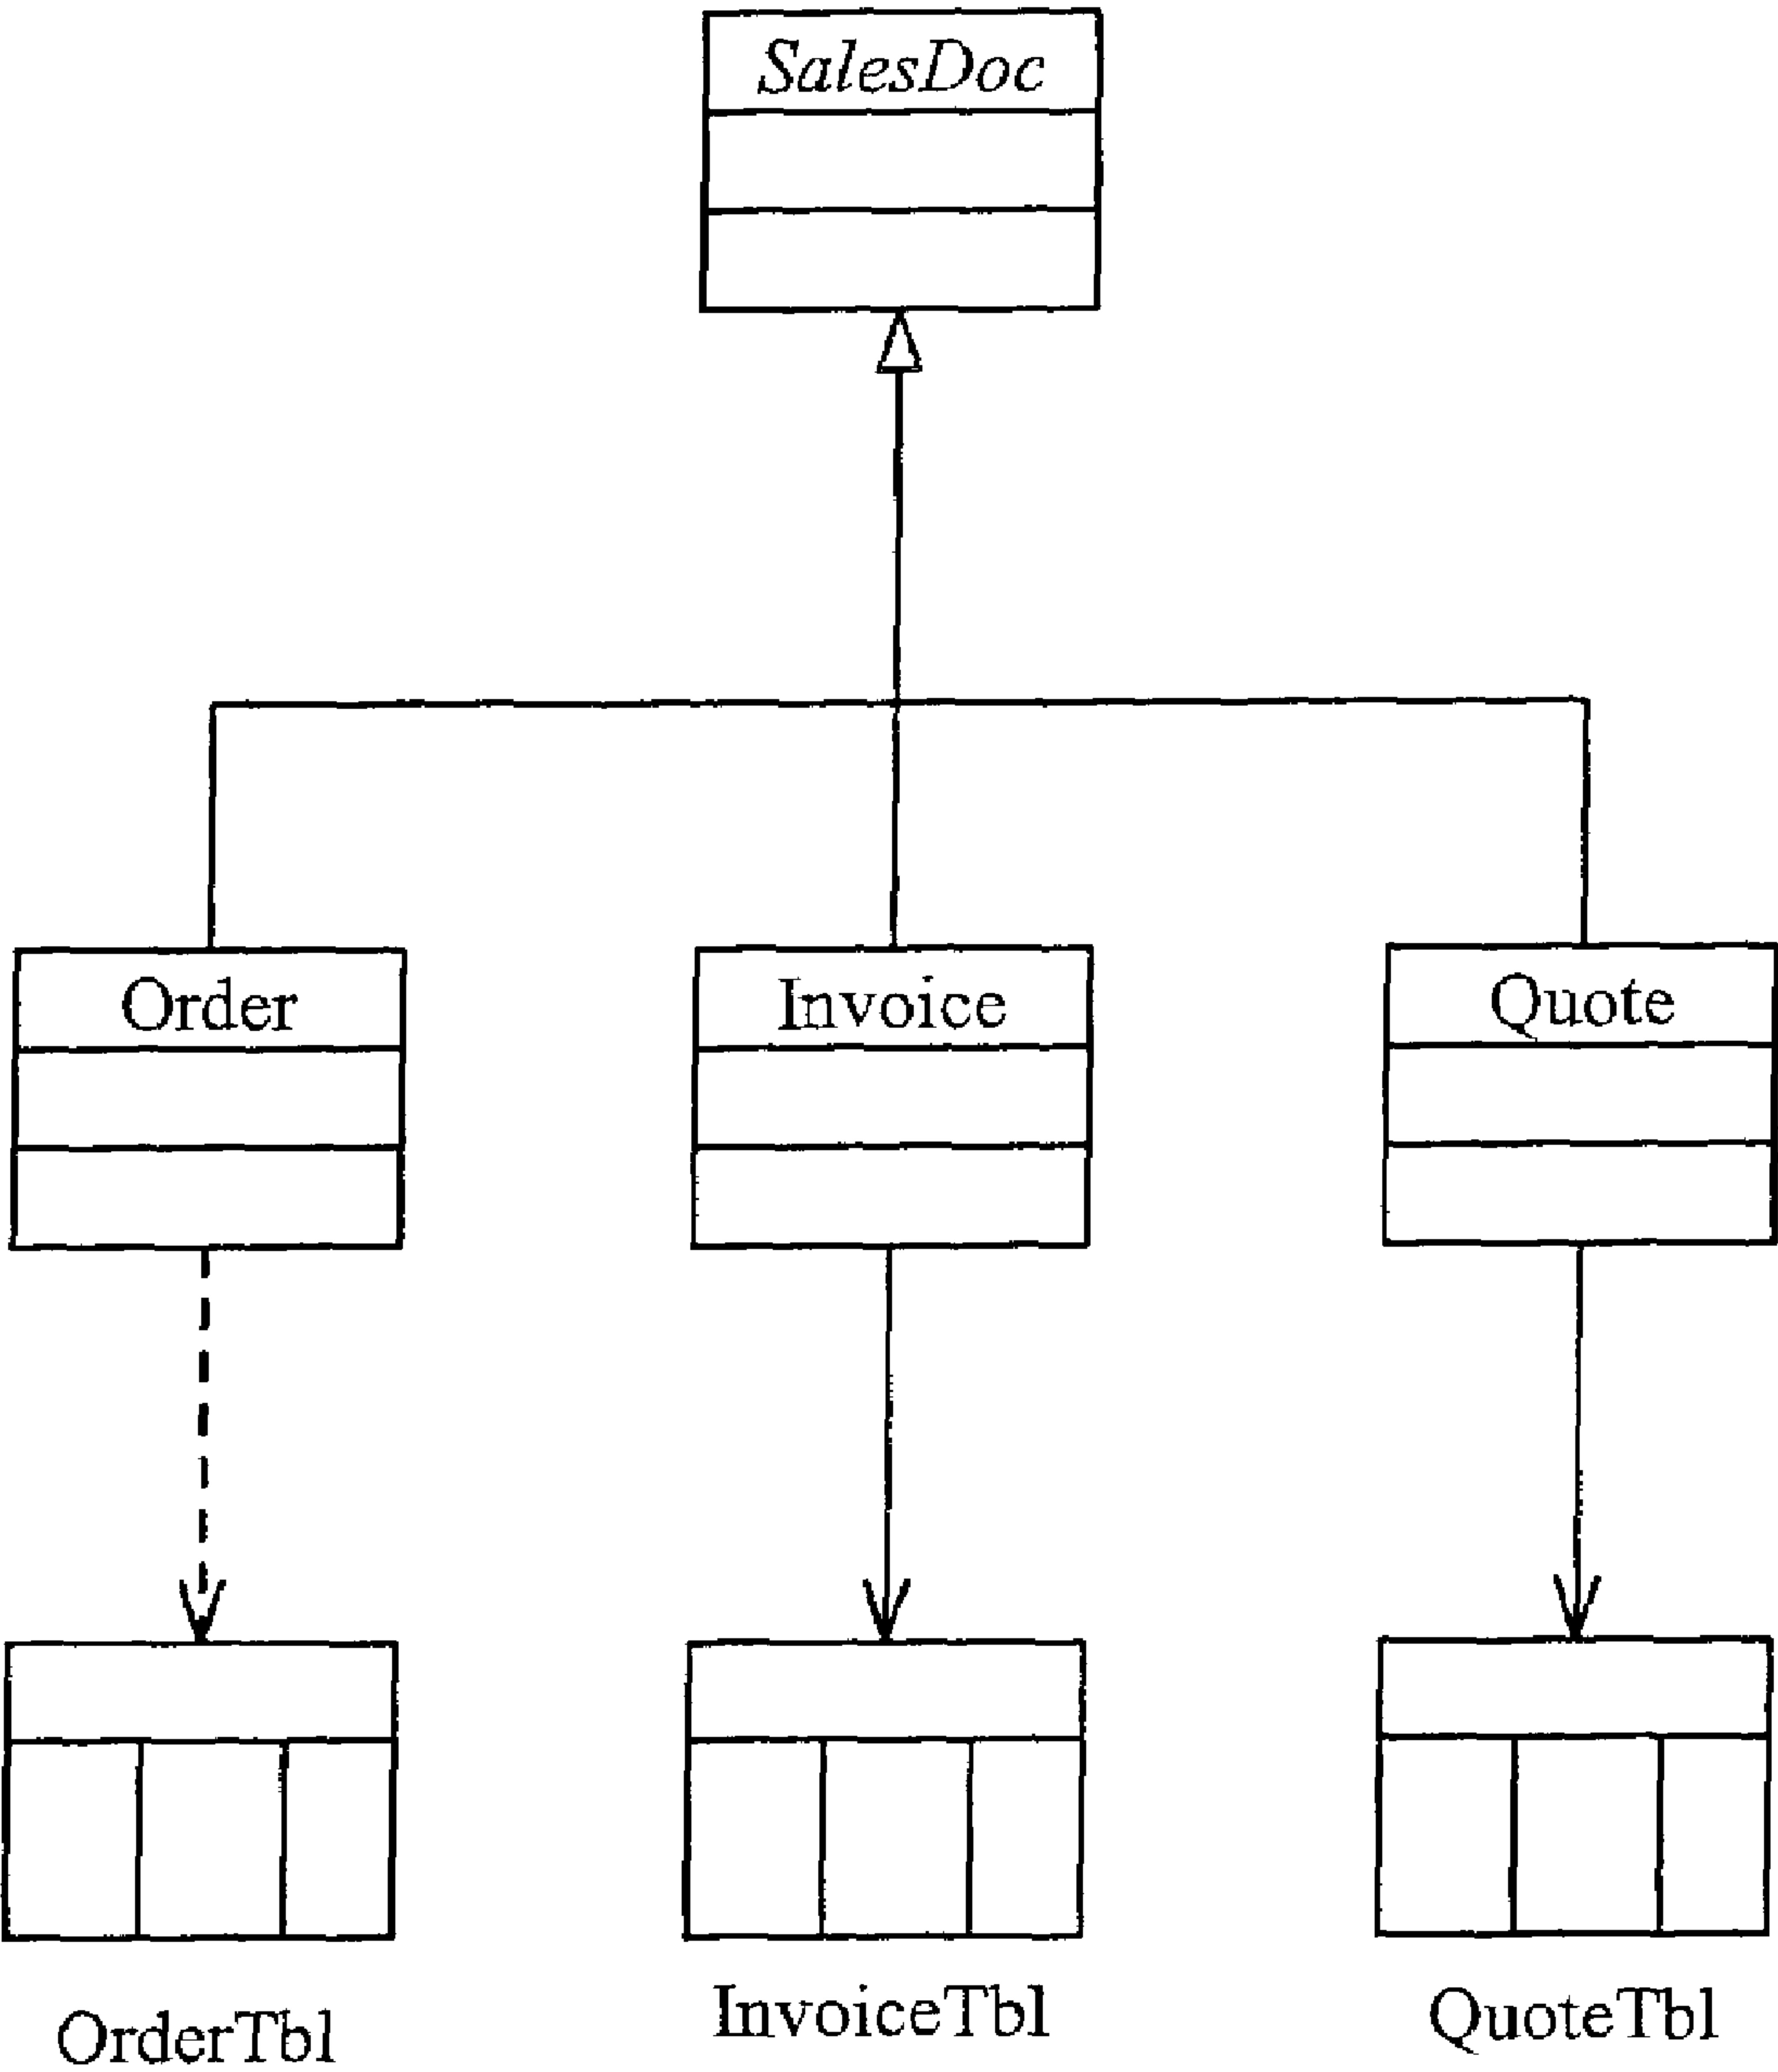 SalesDoc
Order
Invoice
Quote
OrderTbl
InvoiceTbl
QuoteTbl